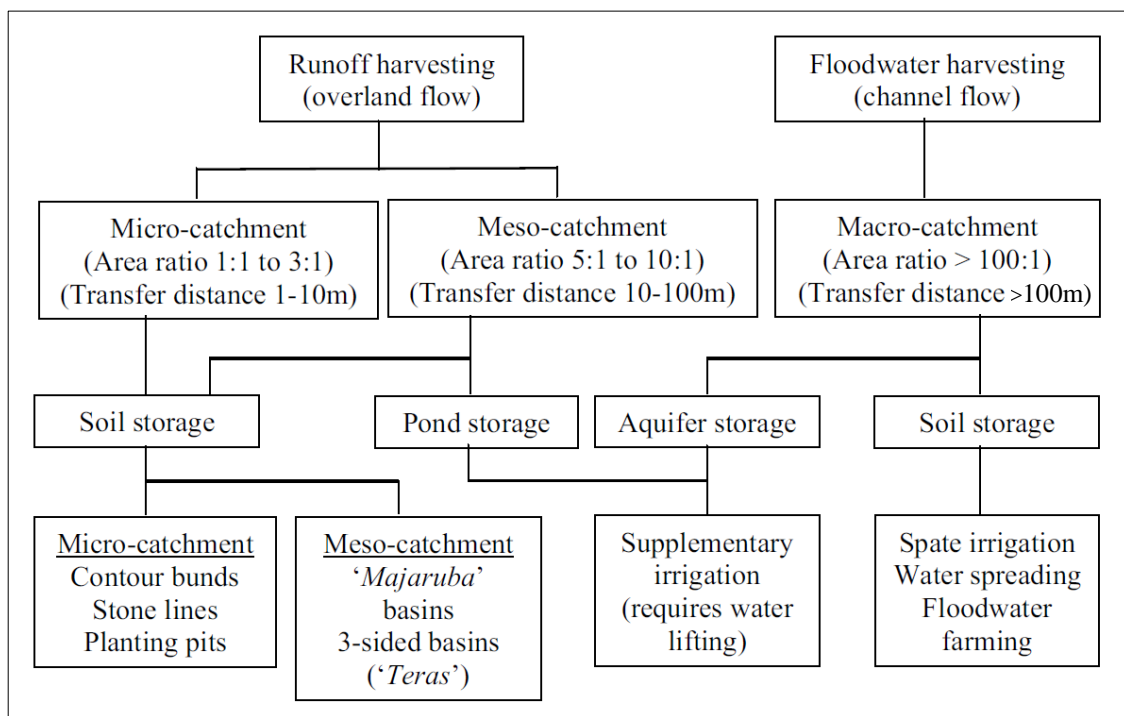 Runoff harvesting
(overland flow)
Floodwater harvesting
(channel flow)
Micro-catchment
(Area ratio 1:1 to 3:1)
(Transfer distance 1-10m)
Meso-catchment
(Area ratio 5:1 to 10:1)
(Transfer distance 10-100m)
Macro-catchment
(Area ratio > 100:1)
(Transfer distance >100m)
Soil storage
Pond storage
Aquifer storage
Soil storage
Micro-catchment
Contour bunds
Stone lines
Planting pits
Meso-catchment
‘Majaruba’
basins
3-sided basins
(‘Teras’)
Supplementary
irrigation
(requires water
lifting)
Spate irrigation
Water spreading
Floodwater
farming